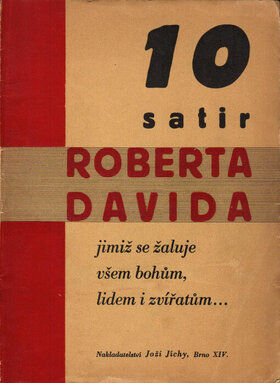 10
satir
ROBERTA
DAVIDA
jimiž se žaluje
všem bohům,
lidem i zvířatům...
Nakladatelství Joži Jichy, Brno XIV.